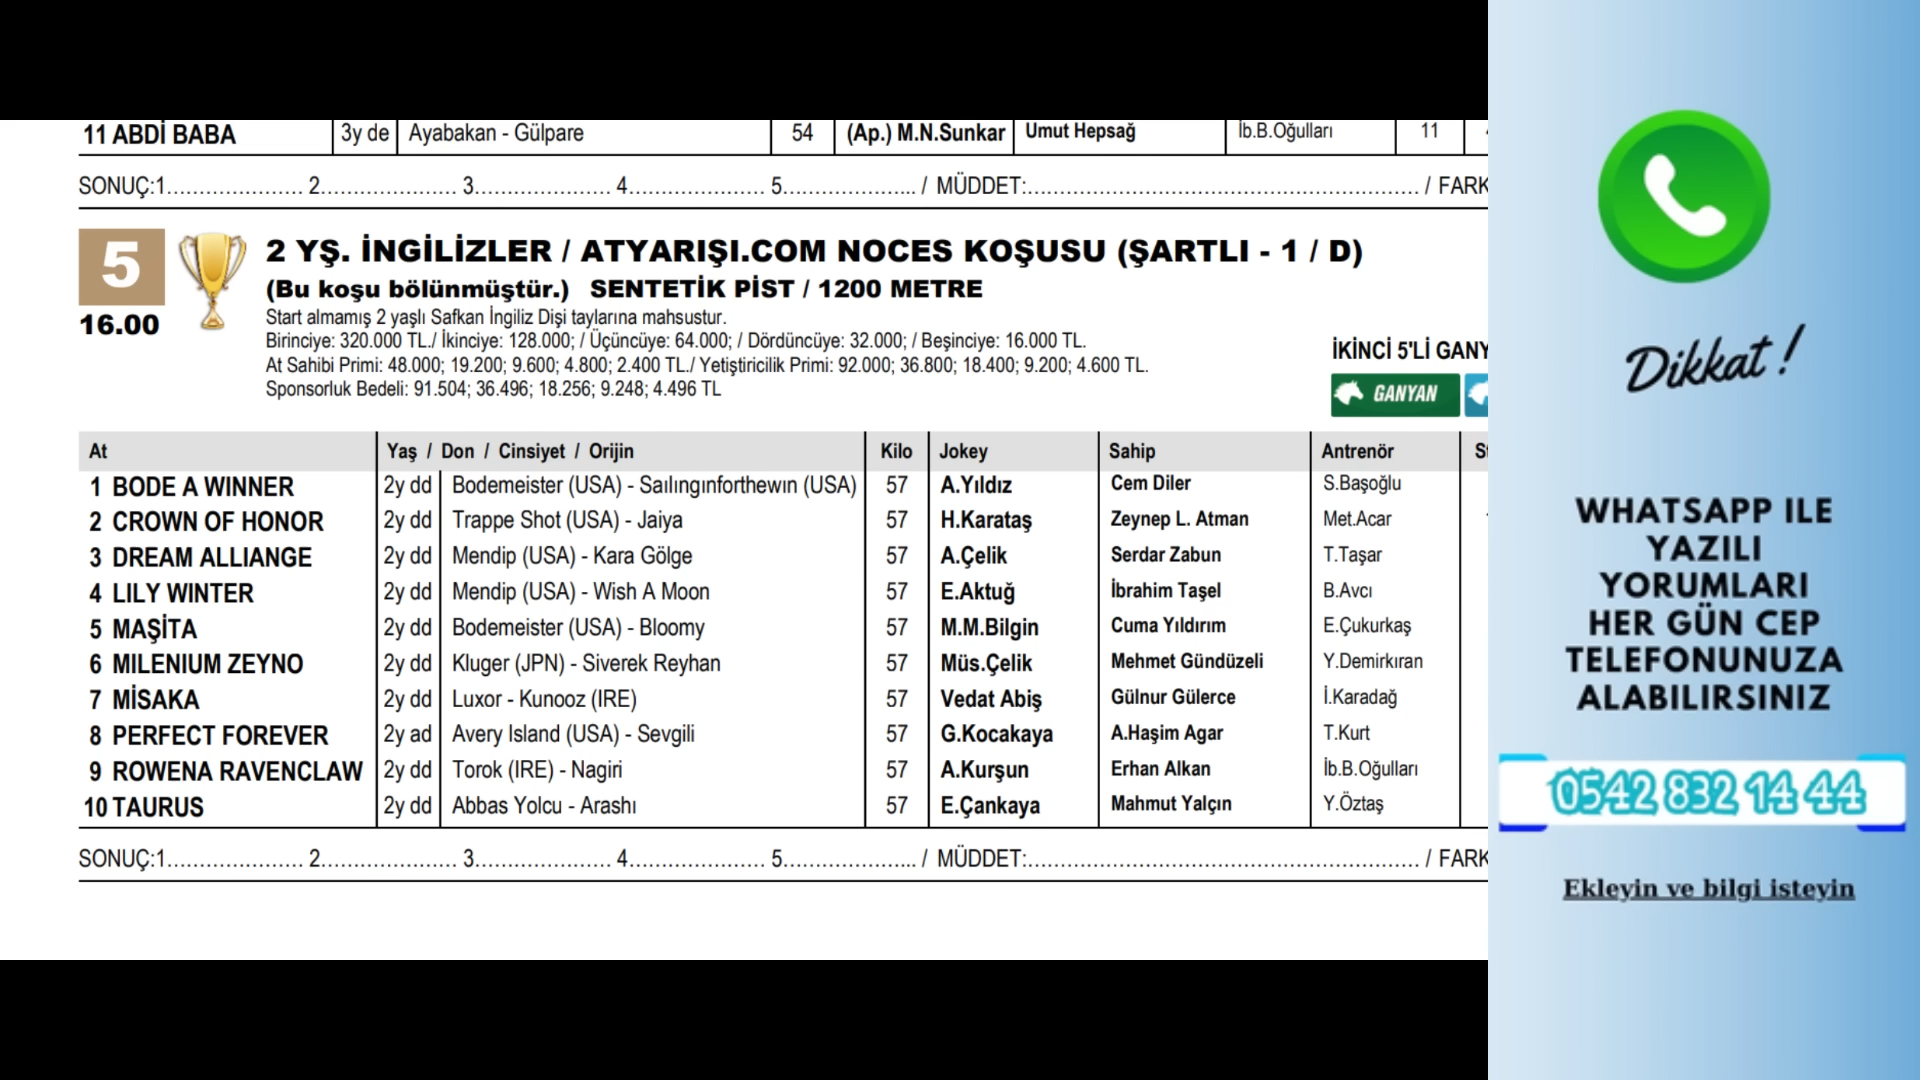 11 ABDİ BABA 3y de Ayabakan - Gülpare 54 (Ap.) M.N.Sunkar Umut Hepsağ İb.B.Oğulları 11
SONUÇ:1..................... 2..................... 3..................... 4..................... 5.................... / MÜDDET:............................................................ / FARK
5
16.00
2 YŞ. İNGİLİZLER / ATYARIŞI.COM NOCES KOŞUSU (ŞARTLI - 1 / D)
(Bu koşu bölünmüştür.) SENTETİK PİST / 1200 METRE
Start almamış 2 yaşlı Safkan İngiliz Dişi taylarına mahsustur.
Birinciye: 320.000 TL./ İkinciye: 128.000; / Üçüncüye: 64.000; / Dördüncüye: 32.000; / Beşinciye: 16.000 TL.
At Sahibi Primi: 48.000; 19.200; 9.600; 4.800; 2.400 TL./ Yetiştiricilik Primi: 92.000; 36.800; 18.400; 9.200; 4.600 TL.
Sponsorluk Bedeli: 91.504; 36.496; 18.256; 9.248; 4.496 TL
İKİNCİ 5'Lİ GANY
GANYAN
At Yaş / Don / Cinsiyet / Orijin Kilo Jokey Sahip Antrenör
1 BODE A WINNER 2y dd Bodemeister (USA) - Saılıngınforthewın (USA) 57 A.Yıldız Cem Diler S.Başoğlu
2 CROWN OF HONOR 2y dd Trappe Shot (USA) - Jaiya 57 H.Karataş Zeynep L. Atman Met.Acar
3 DREAM ALLIANGE 2y dd Mendip (USA) - Kara Gölge 57 A.Çelik Serdar Zabun T.Taşar
4 LILY WINTER 2y dd Mendip (USA) - Wish A Moon 57 E.Aktuğ İbrahim Taşel B.Avcı
5 MAŞİTA 2y dd Bodemeister (USA) - Bloomy 57 M.M.Bilgin Cuma Yıldırım E.Çukurkaş
6 MILENIUM ZEYNO 2y dd Kluger (JPN) - Siverek Reyhan 57 Müs.Çelik Mehmet Gündüzeli Y.Demirkıran
7 MİSAKA 2y dd Luxor - Kunooz (IRE) 57 Vedat Abiş Gülnur Gülerce İ.Karadağ
8 PERFECT FOREVER 2y ad Avery Island (USA) - Sevgili 57 G.Kocakaya A.Haşim Agar T.Kurt
9 ROWENA RAVENCLAW 2y dd Torok (IRE) - Nagiri 57 A.Kurşun Erhan Alkan İb.B.Oğulları
10 TAURUS 2y dd Abbas Yolcu - Arashı 57 E.Çankaya Mahmut Yalçın Y.Öztaş
SONUÇ:1..................... 2..................... 3..................... 4..................... 5.................... / MÜDDET:............................................................ / FARK
Dikkat !
WHATSAPP ILE
YAZILI
YORUMLARI
HER GÜN CEP
TELEFONUNUZA
ALABILIRSINIZ
0542 832 14 44
Ekleyin ve bilgi isteyin